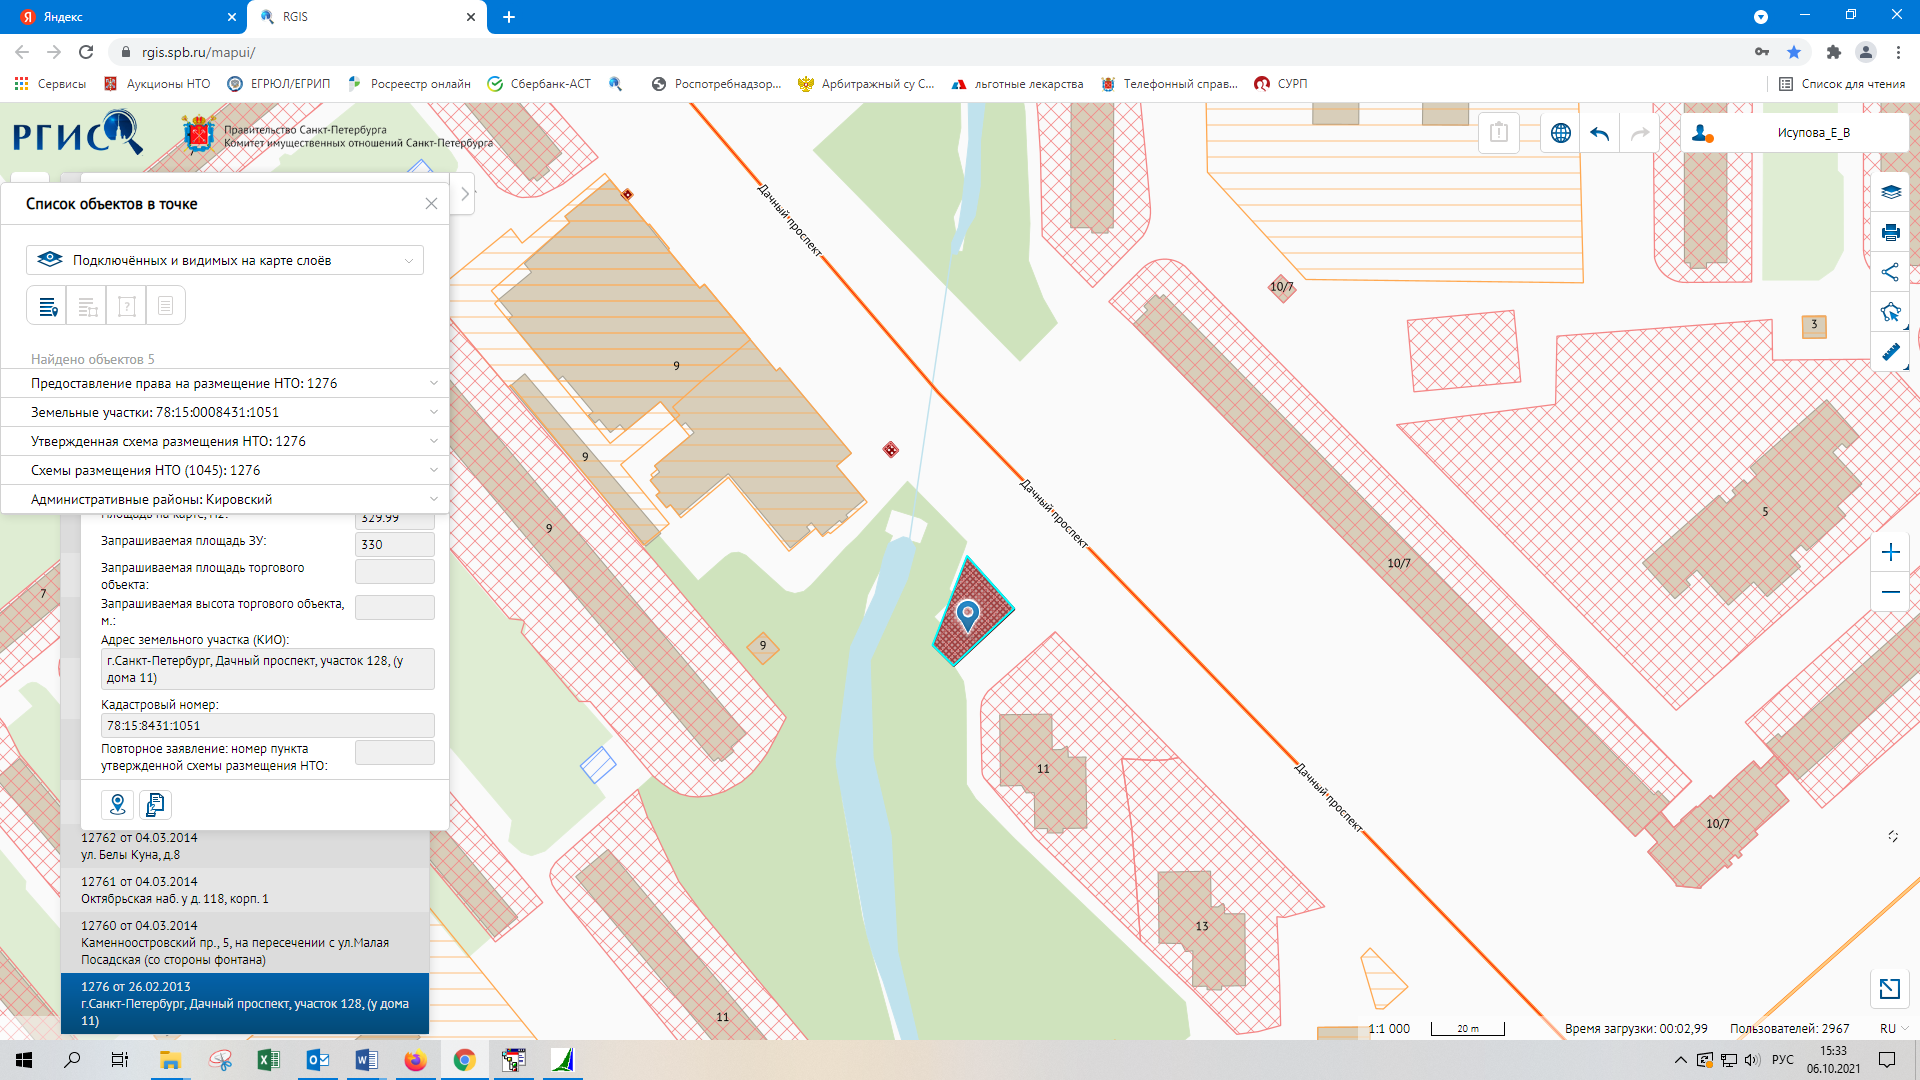 Яндекс
RGIS
rgis.spb.ru/mapui/
Сервисы
Аукционы НТО
ЕГРЮЛ/ЕГРИП
Росреестр онлайн
Сбербанк-АСТ
Роспотребнадзор...
Арбитражный су С...
льготные лекарства
Телефонный справ...
СУРП
Список для чтения
РГИС
Правительство Санкт-Петербурга
Комитет имущественных отношений Санкт-Петербурга
Исупова_Е_В
Список объектов в точке
Подключённых и видимых на карте слоёв
Найдено объектов 5
Предоставление права на размещение НТО: 1276
Земельные участки: 78:15:0008431:1051
Утвержденная схема размещения НТО: 1276
Схемы размещения НТО (1045): 1276
Административные районы: Кировский
Площадь на карте, м2:
329.99
Запрашиваемая площадь ЗУ:
330
Запрашиваемая площадь торгового
объекта:
Запрашиваемая высота торгового объекта,
м.:
Адрес земельного участка (КИО):
г.Санкт-Петербург, Дачный проспект, участок 128, (у
дома 11)
Кадастровый номер:
78:15:8431:1051
Повторное заявление: номер пункта
утвержденной схемы размещения НТО:
12762 от 04.03.2014
ул. Белы Куна, д.8
12761 от 04.03.2014
Октябрьская наб. у д. 118, корп. 1
12760 от 04.03.2014
Каменноостровский пр., 5, на пересечении с ул.Малая
Посадская (со стороны фонтана)
1276 от 26.02.2013
г.Санкт-Петербург, Дачный проспект, участок 128, (у дома
11)
Дачный проспект
10/7
3
9
9
Дачный проспект
9
5
10/7
7
9
11
Дачный проспект
10/7
13
11
1:1 000
20 m
Время загрузки: 00:02,99
Пользователей: 2967
RU
РУС
15:33
06.10.2021